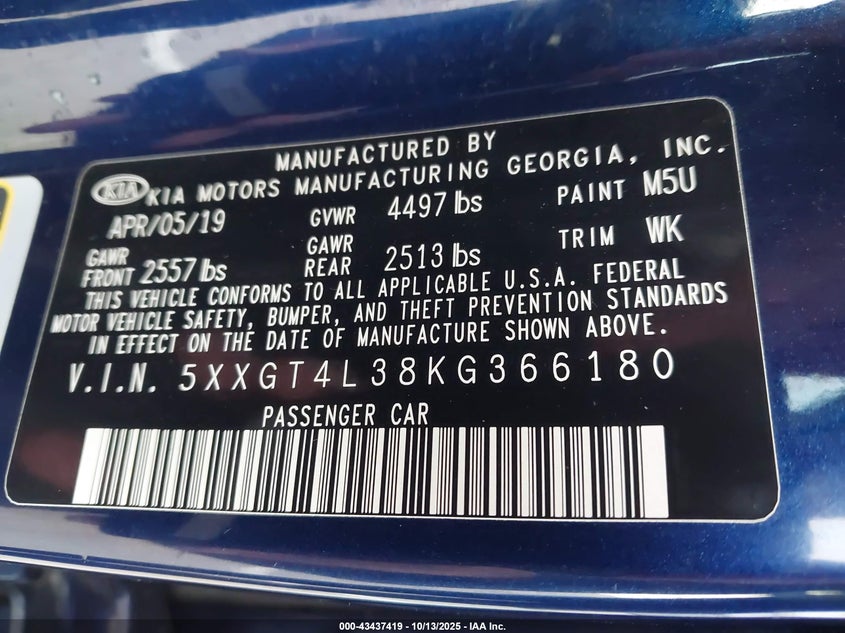 MANUFACTURED BY
KIA KIA MOTORS MANUFACTURING GEORGIA, INC.
APR/05/19 GVWR 4497 lbs PAINT M5U
GAWR FRONT 2557 lbs GAWR REAR 2513 lbs TRIM WK
THIS VEHICLE CONFORMS TO ALL APPLICABLE U.S.A. FEDERAL
MOTOR VEHICLE SAFETY, BUMPER, AND THEFT PREVENTION STANDARDS
IN EFFECT ON THE DATE OF MANUFACTURE SHOWN ABOVE.
V.I.N. 5XXGT4L38KG366180
PASSENGER CAR
000-43437419 - 10/13/2025 - IAA Inc.